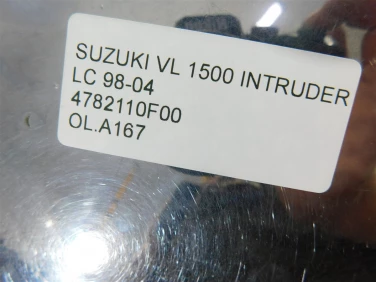 SUZUKI VL 1500 INTRUDER
LC 98-04
4782110F00
OL.A167